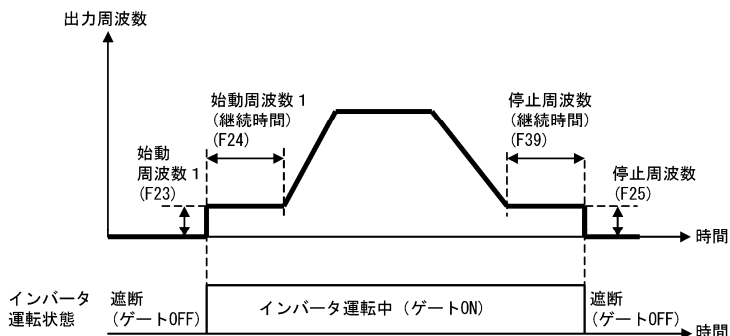 出力周波数
始動周波数1
(継続時間)
(F24)
停止周波数
(継続時間)
(F39)
始動
周波数1
(F23)
停止周波数
(F25)
時間
インバータ
運転状態
遮断
(ゲートOFF)
インバータ運転中(ゲートON)
遮断
(ゲートOFF)
時間